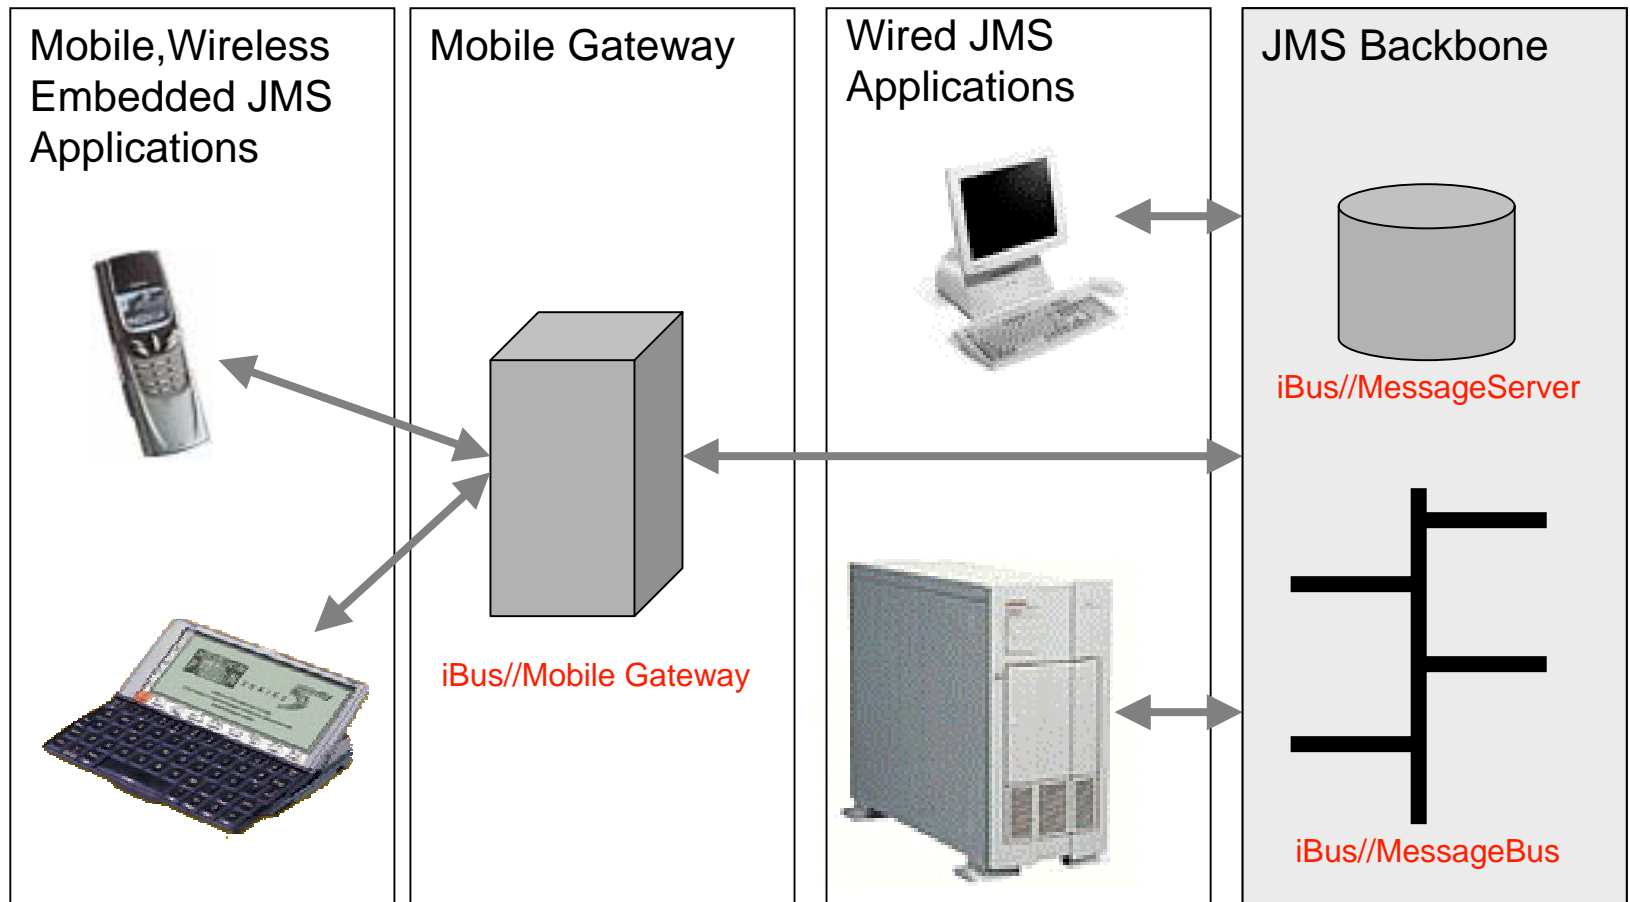 Mobile,Wireless
Embedded JMS
Applications
Mobile Gateway
Wired JMS
Applications
JMS Backbone
iBus//MessageServer
iBus//Mobile Gateway
iBus//MessageBus